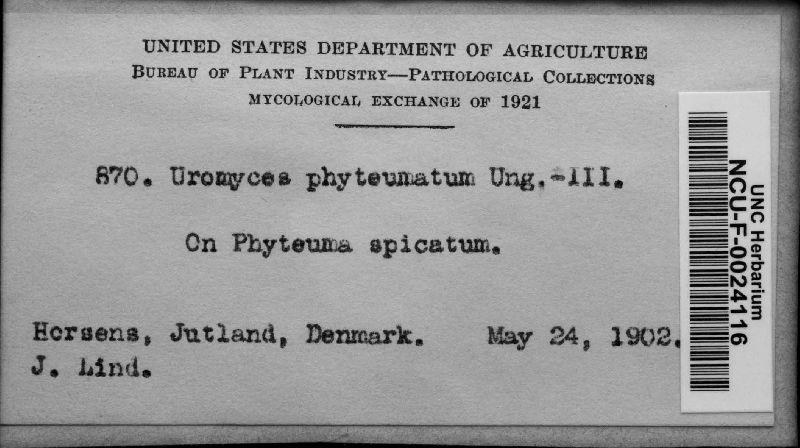 UNITED STATES DEPARTMENT OF AGRICULTURE
BUREAU OF PLANT INDUSTRY—PATHOLOGICAL COLLECTIONS
MYCOLOGICAL EXCHANGE OF 1921
870. Uromyces phyteumatum Ung.-III.
On Phyteuma spicatum.
Horsens, Jutland, Denmark. May 24, 1902.
J. Lind.
UNC Herbarium
NCU-F-0024116